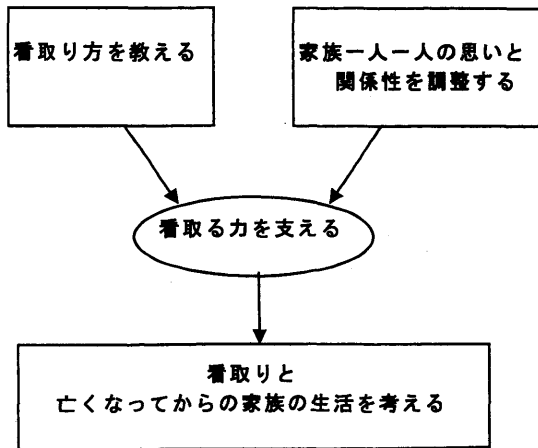 看取り方を教える
家族一人一人の思いと
関係性を調整する
看取る力を支える
看取りと
亡くなってからの家族の生活を考える